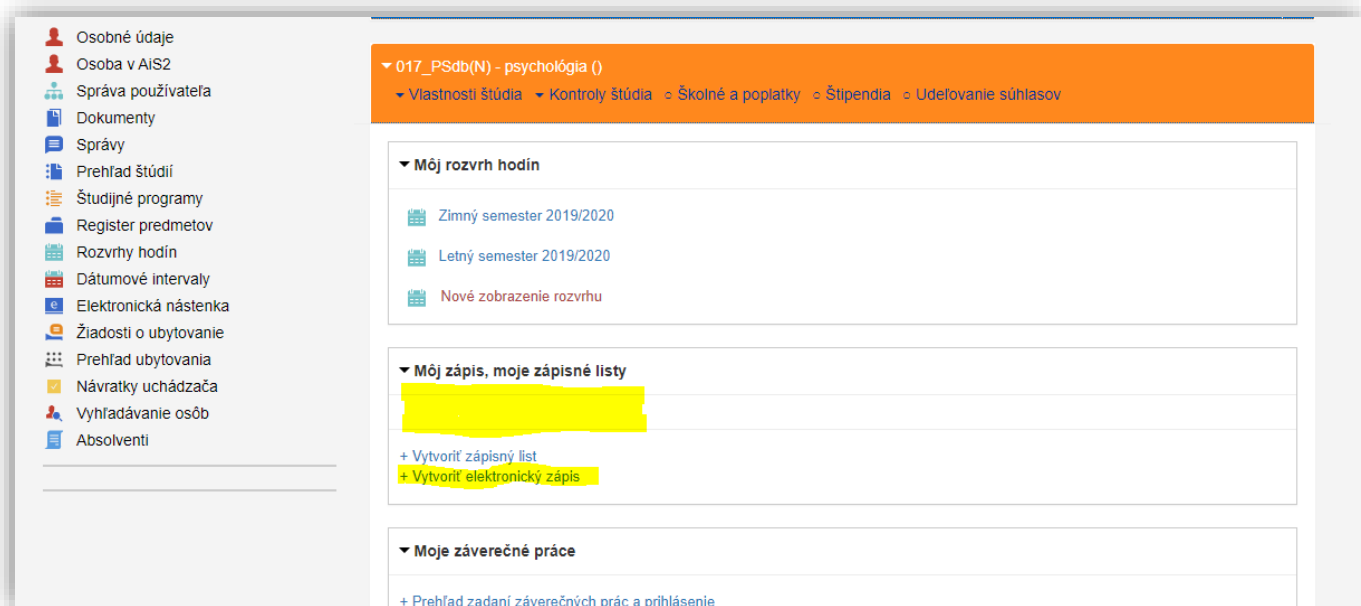 Osobné údaje
Osoba v AiS2
Správa používateľa
Dokumenty
Správy
Prehľad štúdií
Študijné programy
Register predmetov
Rozvrhy hodín
Dátumové intervaly
Elektronická nástenka
Žiadosti o ubytovanie
Prehľad ubytovania
Návratky uchádzača
Vyhľadávanie osôb
Absolventi
017_PSdb(N) - psychológia ()
Vlastnosti štúdia Kontroly štúdia Školné a poplatky Štipendia Udeľovanie súhlasov
Môj rozvrh hodín
Zimný semester 2019/2020
Letný semester 2019/2020
Nové zobrazenie rozvrhu
Môj zápis, moje zápisné listy
+ Vytvoriť zápisný list
+ Vytvoriť elektronický zápis
Moje záverečné práce
+ Prehľad zadaní záverečných prác a prihlásenie